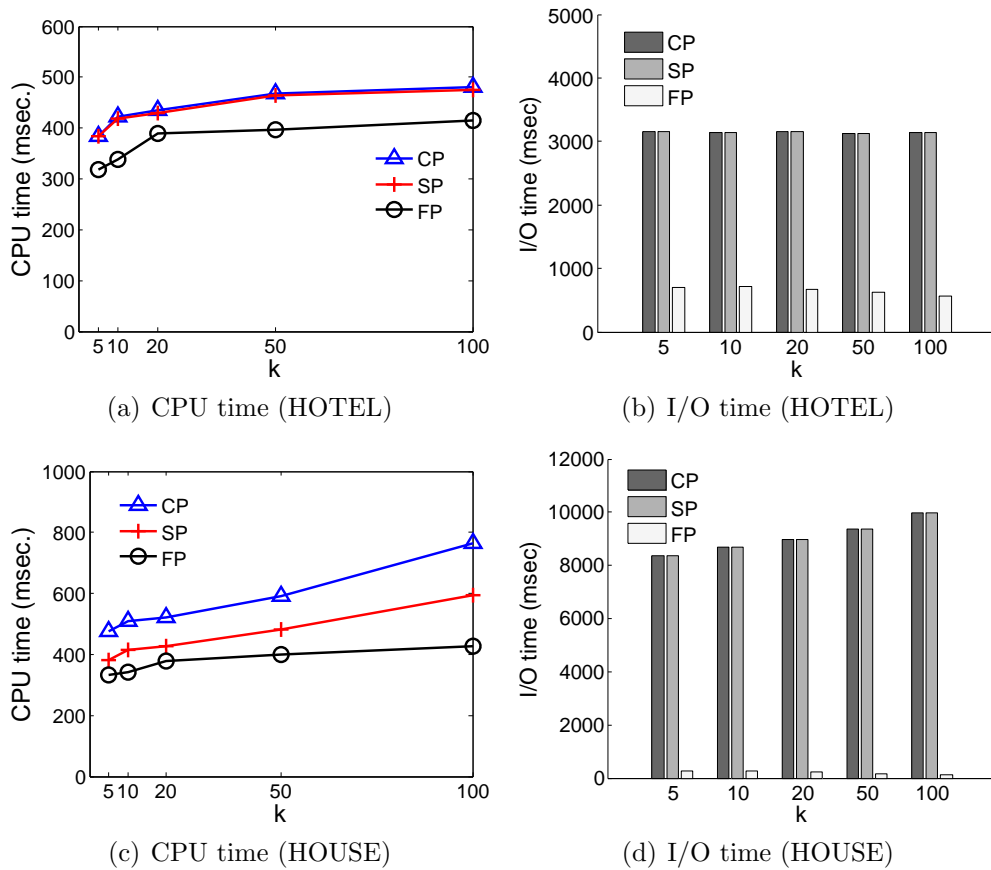 600
500
400
300
200
100
0
CPU time (msec.)
CP
SP
FP
5 10 20 50 100
k
(a) CPU time (HOTEL)
5000
4000
3000
2000
1000
0
I/O time (msec)
CP
SP
FP
5 10 20 50 100
k
(b) I/O time (HOTEL)
1000
800
600
400
200
0
CPU time (msec.)
CP
SP
FP
5 10 20 50 100
k
(c) CPU time (HOUSE)
12000
10000
8000
6000
4000
2000
0
I/O time (msec)
CP
SP
FP
5 10 20 50 100
k
(d) I/O time (HOUSE)